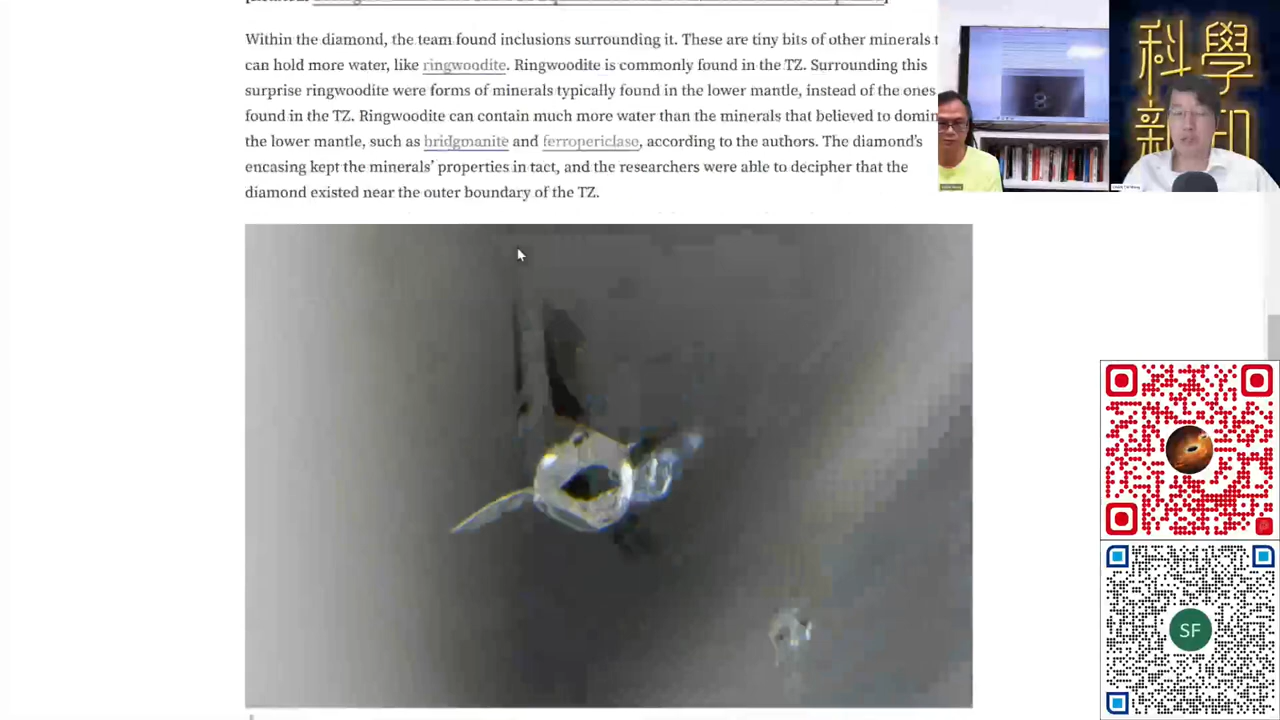 Within the diamond, the team found inclusions surrounding it. These are tiny bits of other minerals t
can hold more water, like ringwoodite. Ringwoodite is commonly found in the TZ. Surrounding this
surprise ringwoodite were forms of minerals typically found in the lower mantle, instead of the ones
found in the TZ. Ringwoodite can contain much more water than the minerals that believed to domin
the lower mantle, such as bridgmanite and ferropericlase, according to the authors. The diamond’s
encasing kept the minerals’ properties in tact, and the researchers were able to decipher that the
diamond existed near the outer boundary of the TZ.
科學
新知
SF